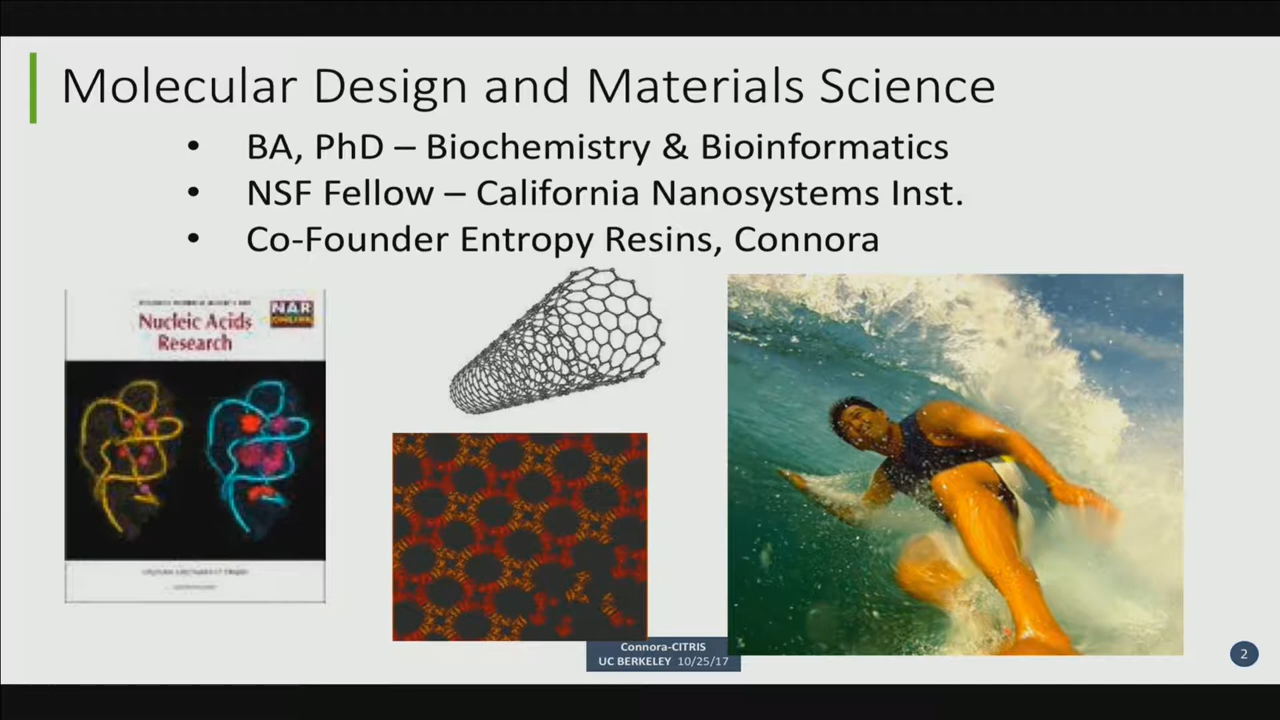 Molecular Design and Materials Science
• BA, PhD – Biochemistry & Bioinformatics
• NSF Fellow – California Nanosystems Inst.
• Co-Founder Entropy Resins, Connora
NAR
ONLINE
Nucleic Acids
Research
Connora-CITRIS
UC BERKELEY 10/25/17
2